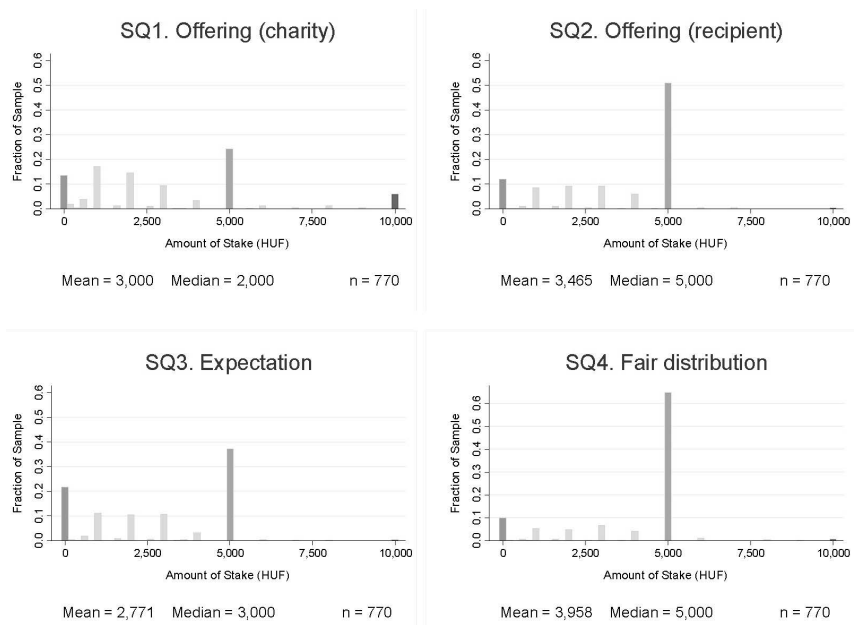 SQ1. Offering (charity)
Fraction of Sample
0.0 0.1 0.2 0.3 0.4 0.5 0.6
0 2,500 5,000 7,500 10,000
Amount of Stake (HUF)
Mean = 3,000 Median = 2,000 n = 770
SQ2. Offering (recipient)
Fraction of Sample
0.0 0.1 0.2 0.3 0.4 0.5 0.6
0 2,500 5,000 7,500 10,000
Amount of Stake (HUF)
Mean = 3,465 Median = 5,000 n = 770
SQ3. Expectation
Fraction of Sample
0.0 0.1 0.2 0.3 0.4 0.5 0.6
0 2,500 5,000 7,500 10,000
Amount of Stake (HUF)
Mean = 2,771 Median = 3,000 n = 770
SQ4. Fair distribution
Fraction of Sample
0.0 0.1 0.2 0.3 0.4 0.5 0.6
0 2,500 5,000 7,500 10,000
Amount of Stake (HUF)
Mean = 3,958 Median = 5,000 n = 770